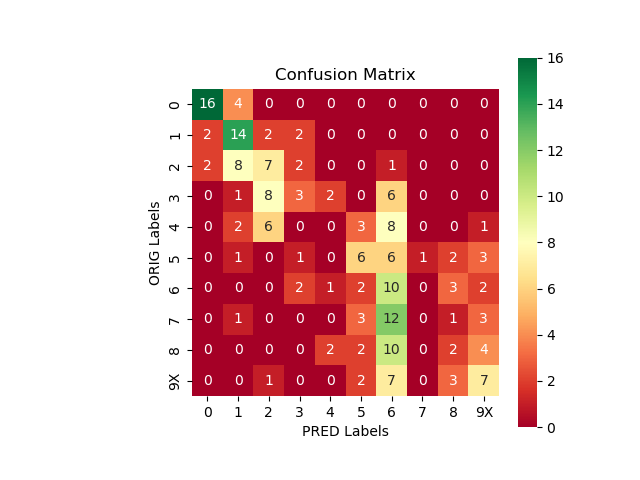 Confusion Matrix
ORIG Labels
0 16 4 0 0 0 0 0 0 0 0
1 2 14 2 2 0 0 0 0 0 0
2 2 8 7 2 0 0 1 0 0 0
3 0 1 8 3 2 0 6 0 0 0
4 0 2 6 0 0 3 8 0 0 1
5 0 1 0 1 0 6 6 1 2 3
6 0 0 0 2 1 2 10 0 3 2
7 0 1 0 0 0 3 12 0 1 3
8 0 0 0 0 2 2 10 0 2 4
9X 0 0 1 0 0 2 7 0 3 7
0 1 2 3 4 5 6 7 8 9X
PRED Labels
16
14
12
10
8
6
4
2
0